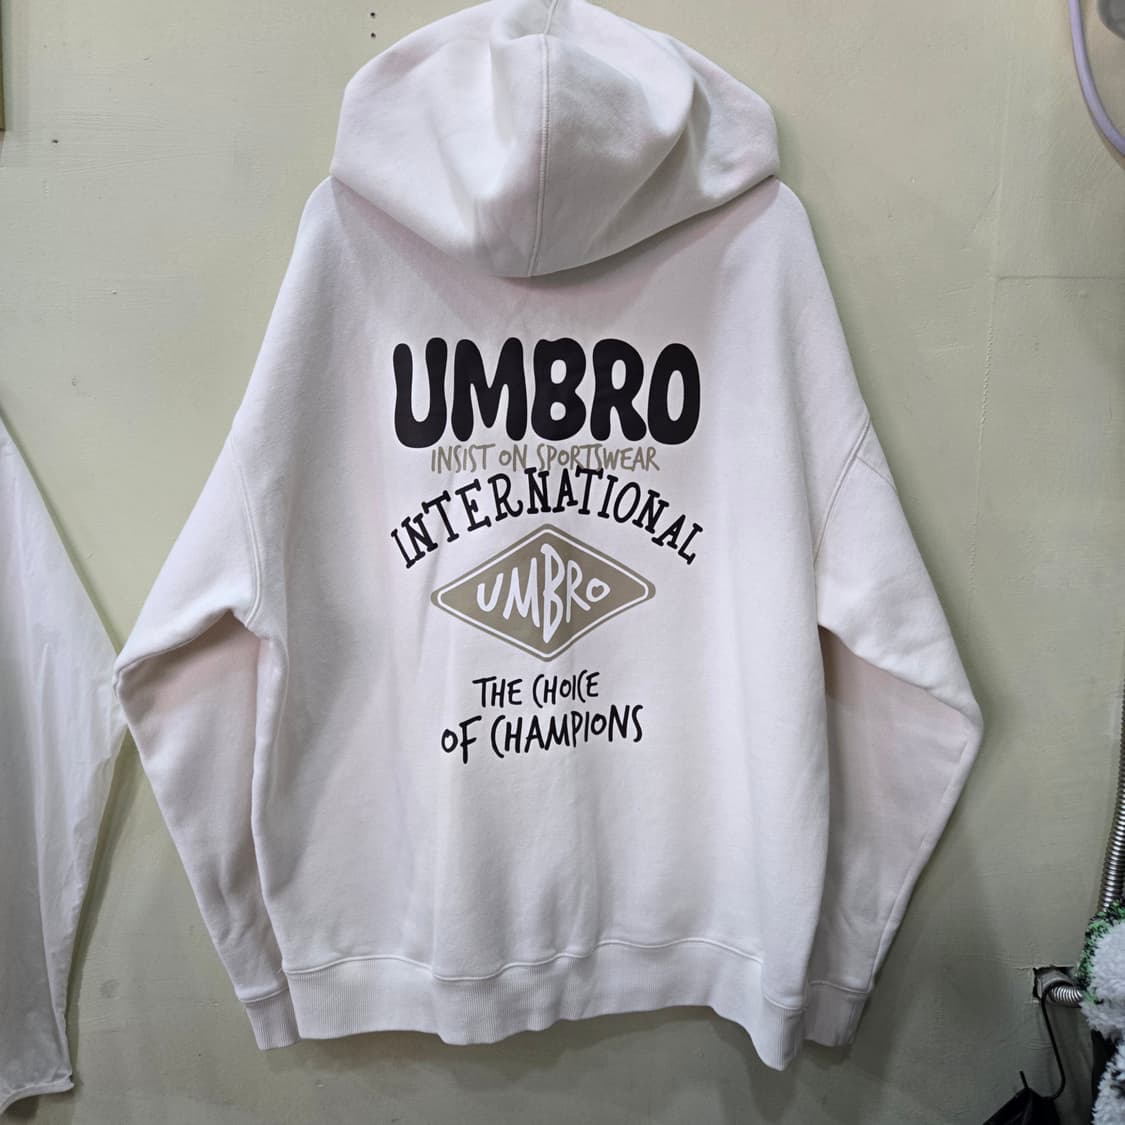 UMBRO
INSIST ON SPORTSWEAR
INTERNATIONAL
UMBRO
THE CHOICE
OF CHAMPIONS